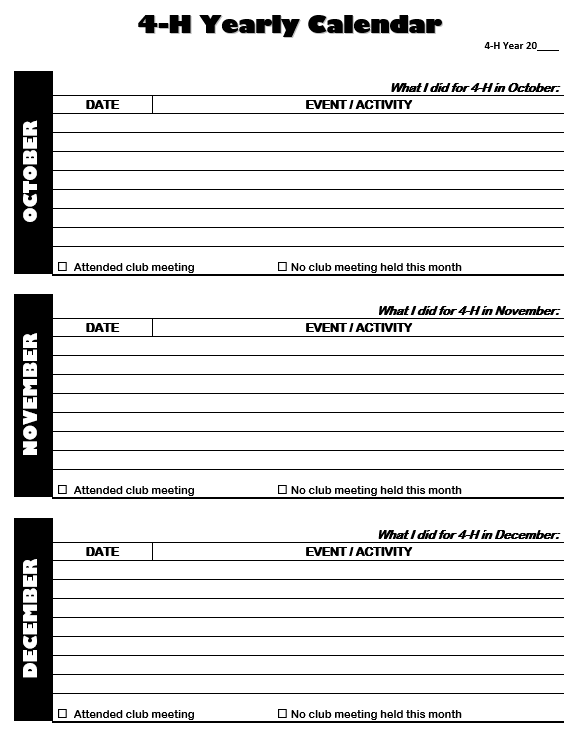 4-H Yearly Calendar
4-H Year 20____
OCTOBER
What I did for 4-H in October:
DATE EVENT / ACTIVITY
☐ Attended club meeting ☐ No club meeting held this month
NOVEMBER
What I did for 4-H in November:
DATE EVENT / ACTIVITY
☐ Attended club meeting ☐ No club meeting held this month
DECEMBER
What I did for 4-H in December:
DATE EVENT / ACTIVITY
☐ Attended club meeting ☐ No club meeting held this month